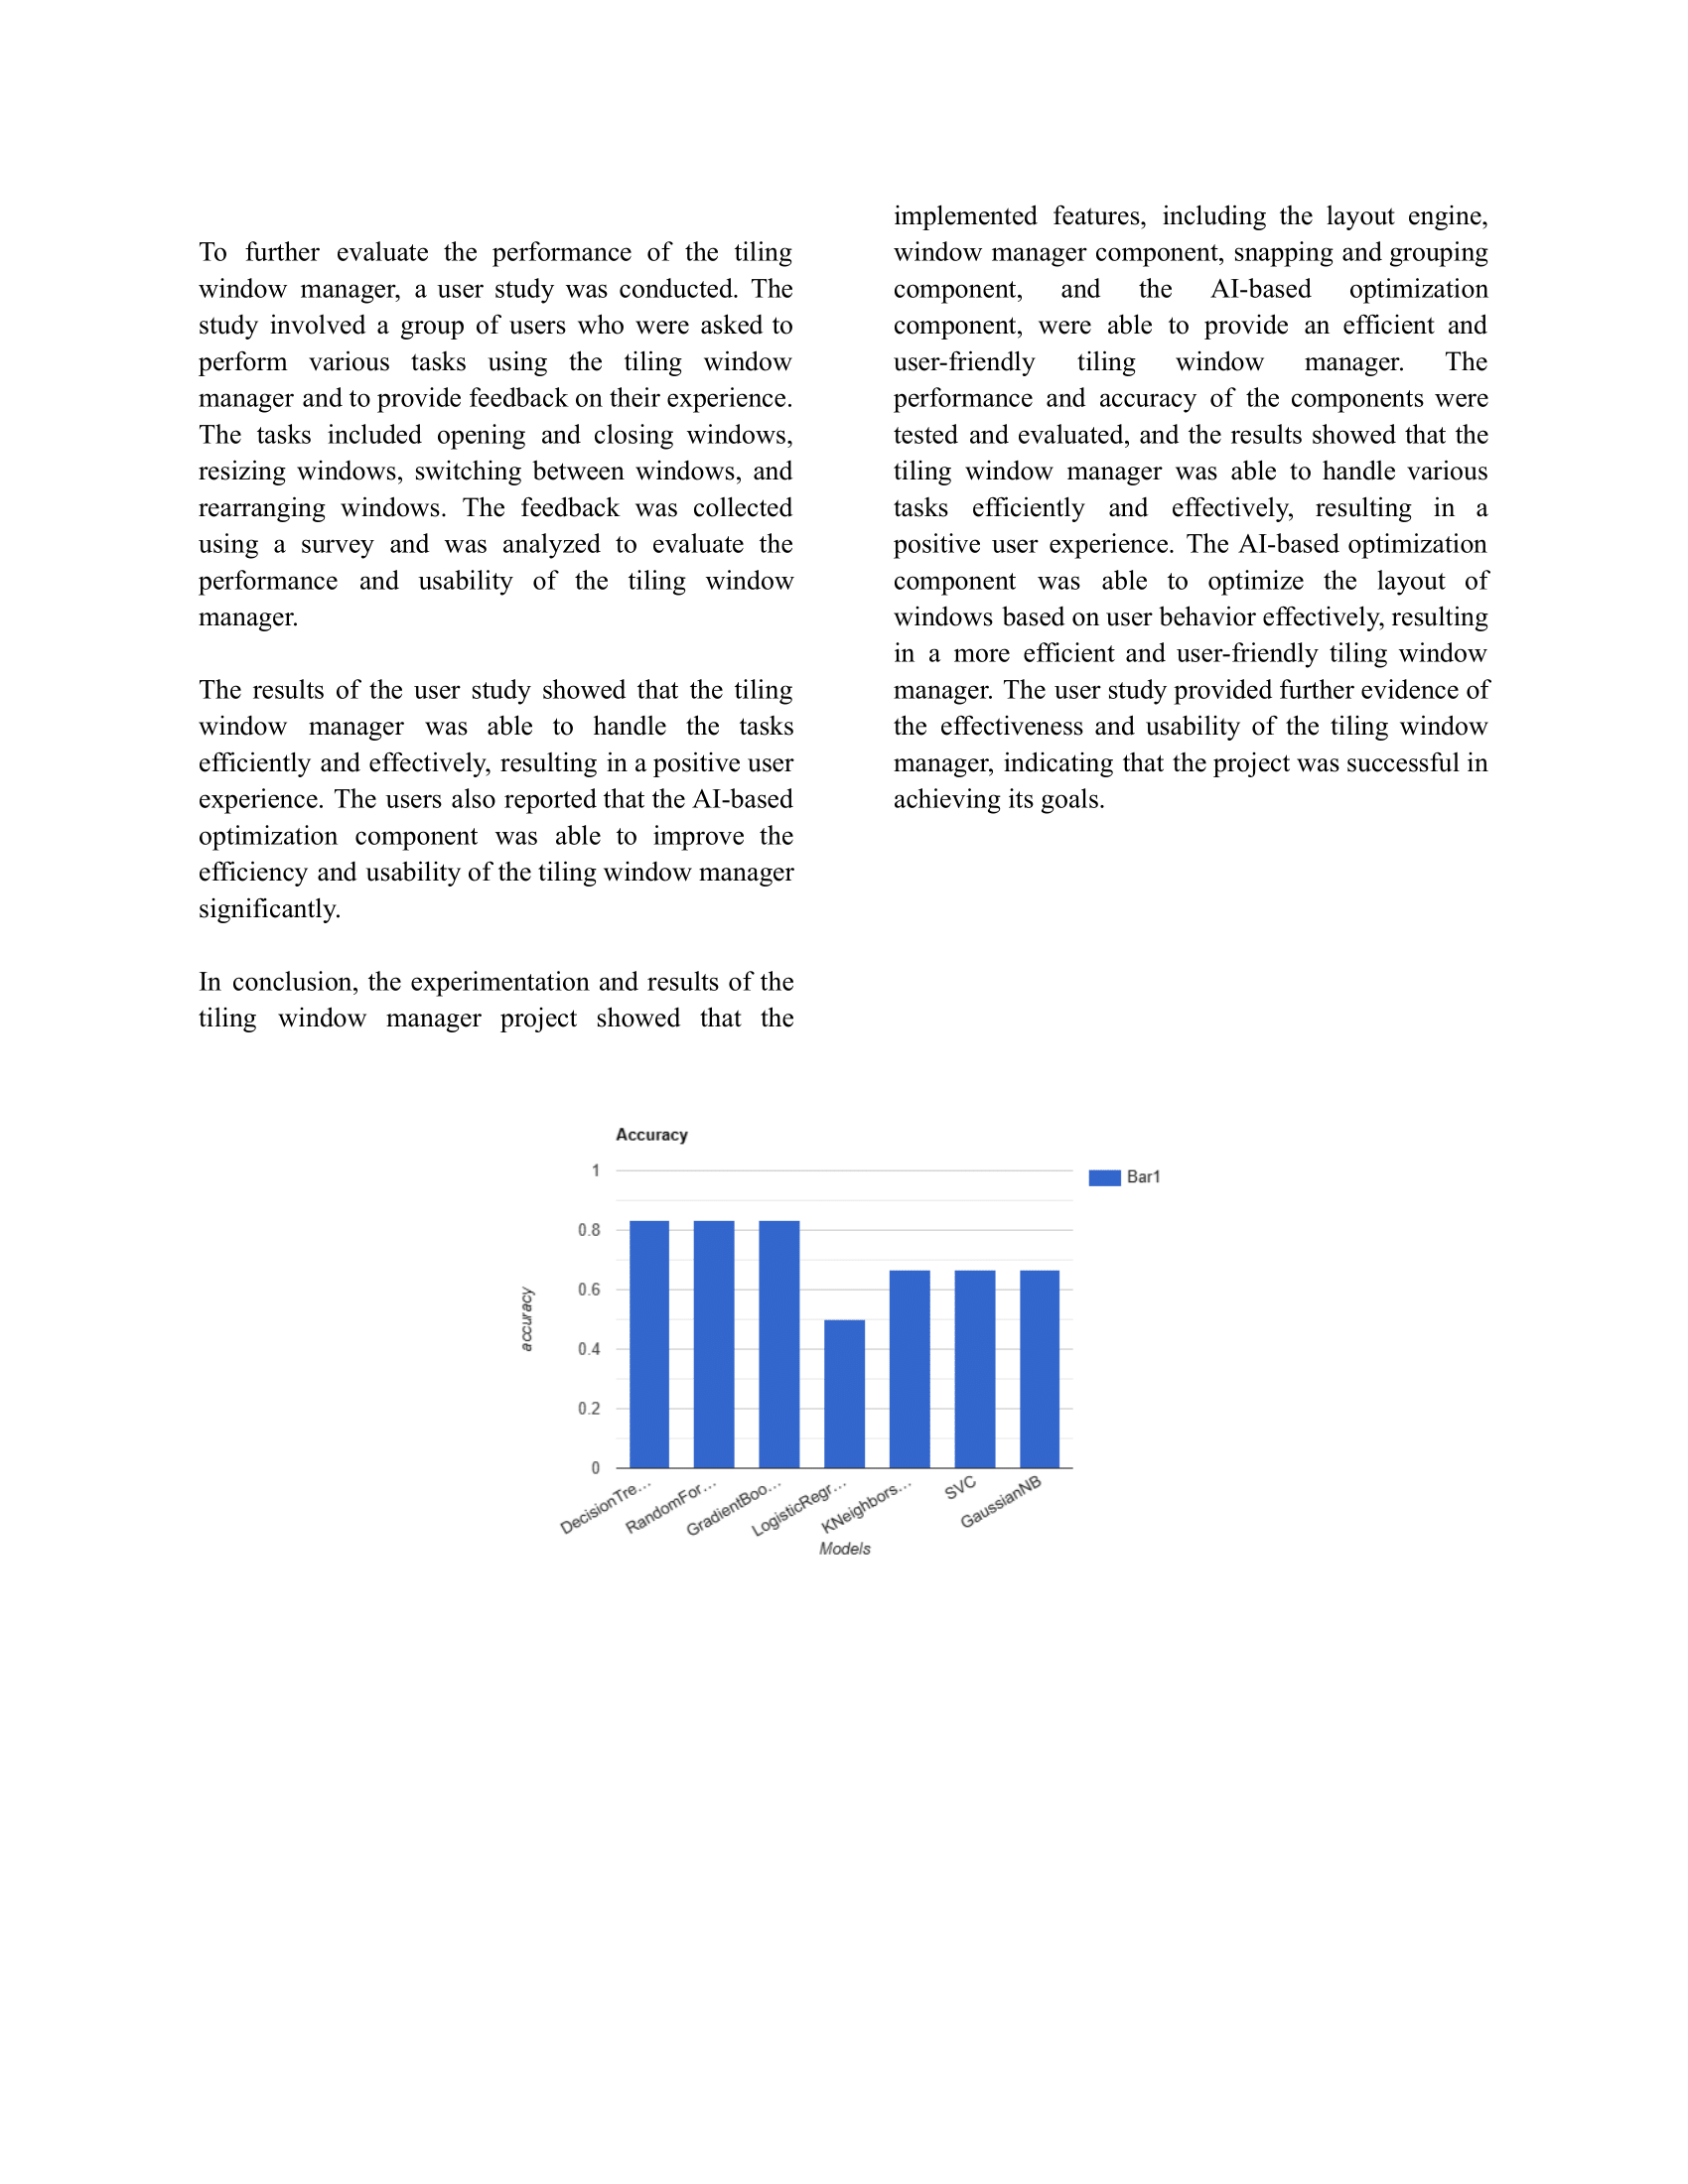 To further evaluate the performance of the tiling
window manager, a user study was conducted. The
study involved a group of users who were asked to
perform various tasks using the tiling window
manager and to provide feedback on their experience.
The tasks included opening and closing windows,
resizing windows, switching between windows, and
rearranging windows. The feedback was collected
using a survey and was analyzed to evaluate the
performance and usability of the tiling window
manager.
The results of the user study showed that the tiling
window manager was able to handle the tasks
efficiently and effectively, resulting in a positive user
experience. The users also reported that the AI-based
optimization component was able to improve the
efficiency and usability of the tiling window manager
significantly.
In conclusion, the experimentation and results of the
tiling window manager project showed that the
implemented features, including the layout engine,
window manager component, snapping and grouping
component, and the AI-based optimization
component, were able to provide an efficient and
user-friendly tiling window manager. The
performance and accuracy of the components were
tested and evaluated, and the results showed that the
tiling window manager was able to handle various
tasks efficiently and effectively, resulting in a
positive user experience. The AI-based optimization
component was able to optimize the layout of
windows based on user behavior effectively, resulting
in a more efficient and user-friendly tiling window
manager. The user study provided further evidence of
the effectiveness and usability of the tiling window
manager, indicating that the project was successful in
achieving its goals.
Accuracy
Bar1
accuracy
1
0.8
0.6
0.4
0.2
0
DecisionTre...
RandomFor...
GradientBoo...
LogisticRegr...
KNeighbors...
SVC
GaussianNB
Models